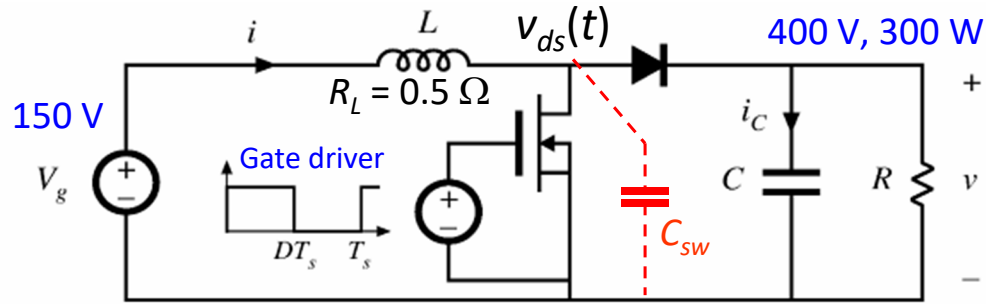 i
L
v_ds(t)
400 V, 300 W
R_L = 0.5 Ω
150 V
+
i_C
V_g
+
−
Gate driver
+
−
C
R
v
C_sw
DT_s
T_s
−